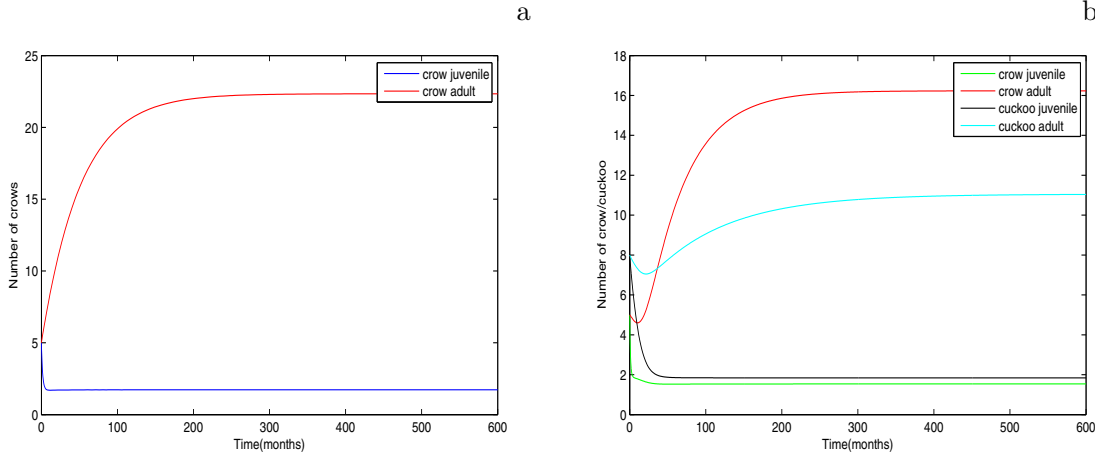 a
25
20
15
10
5
0
Number of crows
0 100 200 300 400 500 600
Time(months)
crow juvenile
crow adult
b
18
16
14
12
10
8
6
4
2
0
Number of crow/cuckoo
0 100 200 300 400 500 600
Time(months)
crow juvenile
crow adult
cuckoo juvenile
cuckoo adult